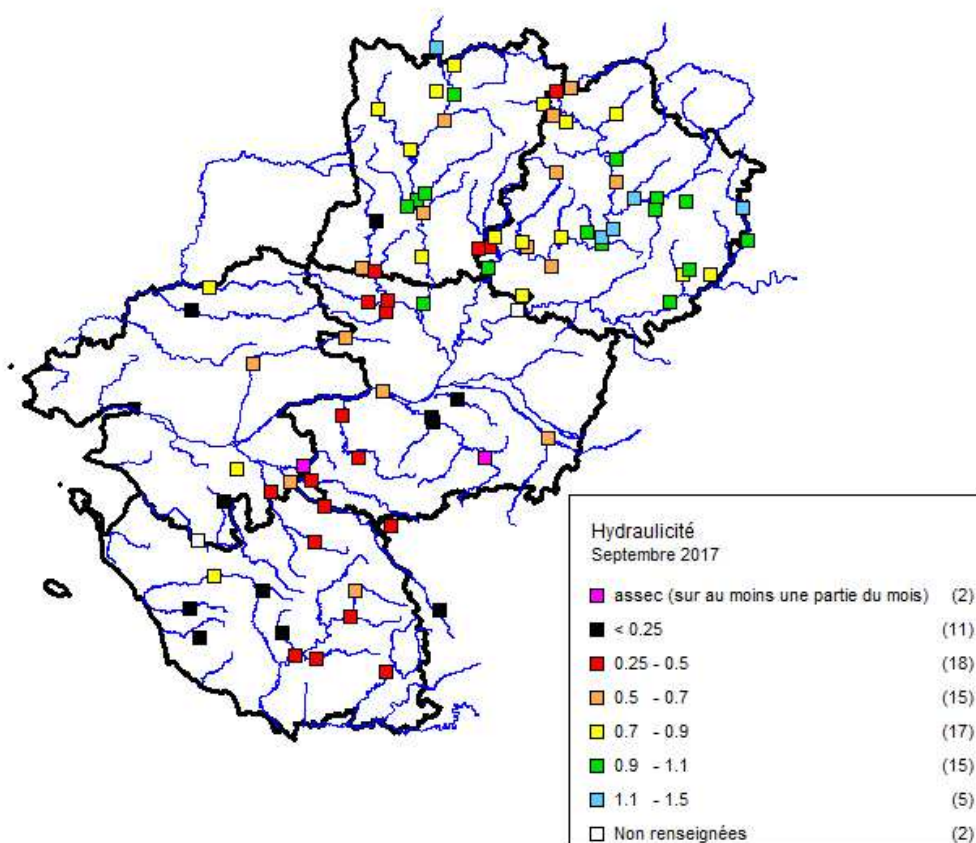 Hydraulicité
Septembre 2017
assec (sur au moins une partie du mois) (2)
< 0.25 (11)
0.25 - 0.5 (18)
0.5 - 0.7 (15)
0.7 - 0.9 (17)
0.9 - 1.1 (15)
1.1 - 1.5 (5)
Non renseignées (2)